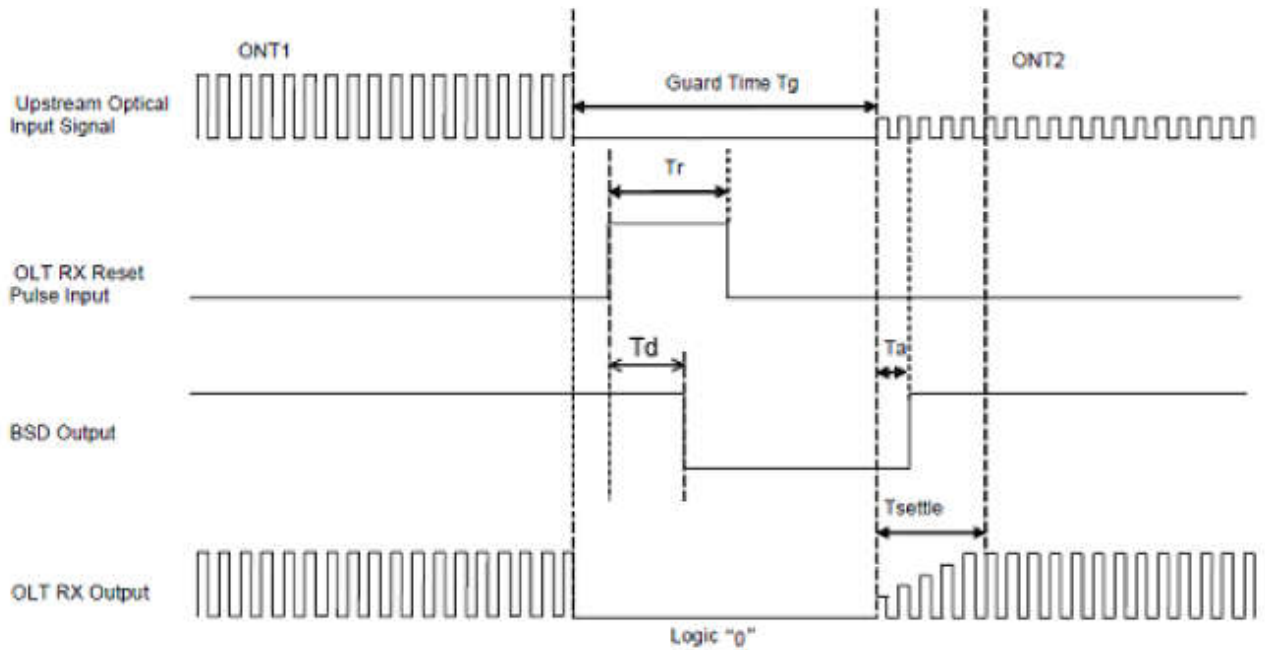 ONT1
ONT2
Guard Time Tg
Upstream Optical
Input Signal
Tr
OLT RX Reset
Pulse Input
Td
Ta
BSD Output
Tsettle
OLT RX Output
Logic "0"